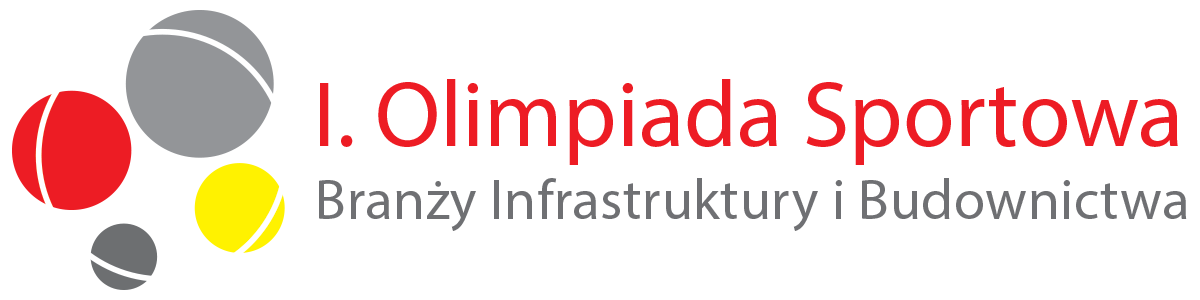 I. Olimpiada Sportowa
Branży Infrastruktury i Budownictwa